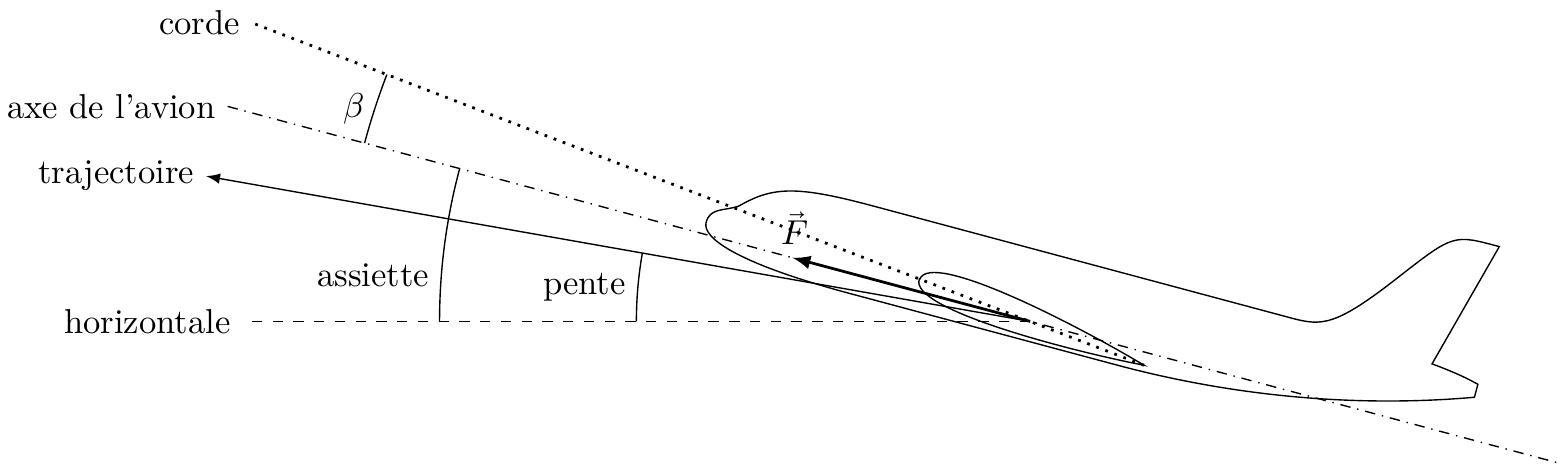 corde
β
axe de l'avion
trajectoire
F⃗
assiette
pente
horizontale